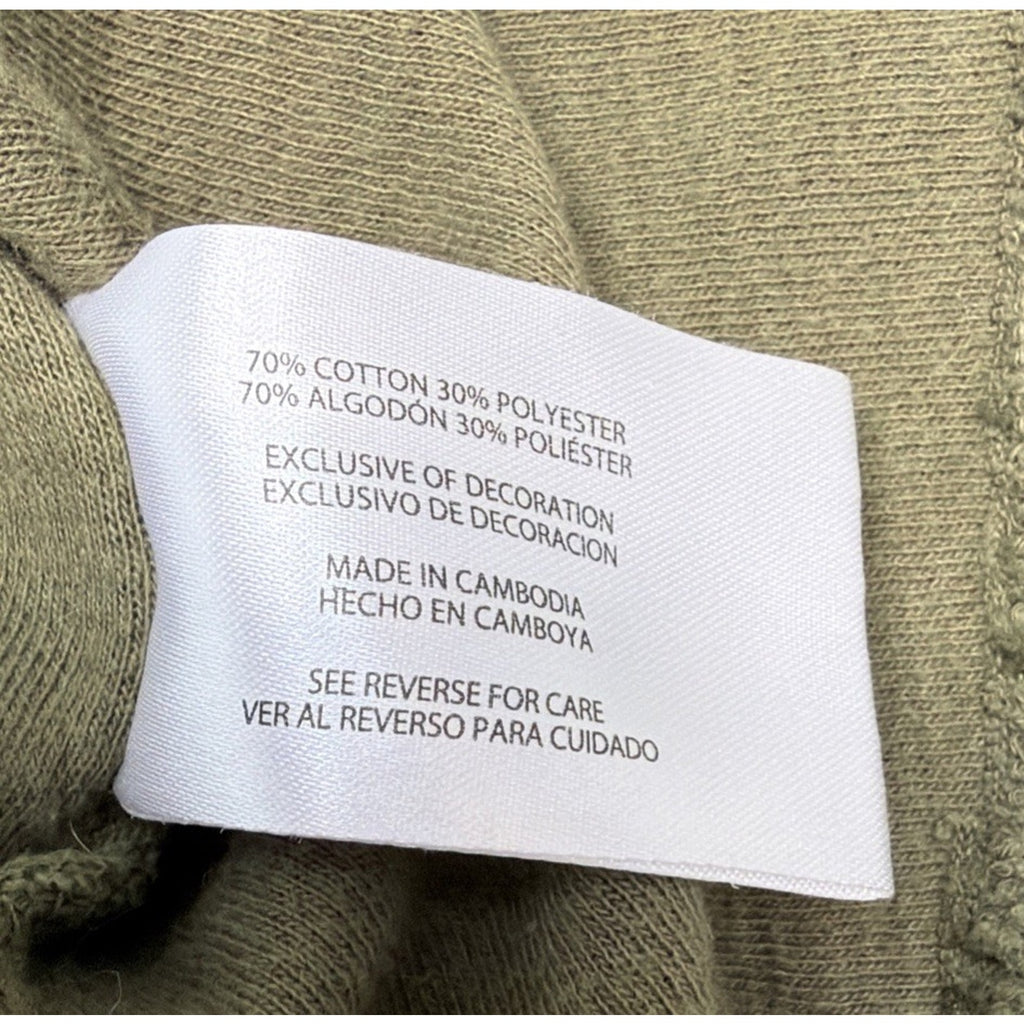 70% COTTON 30% POLYESTER
70% ALGODÓN 30% POLIÉSTER
EXCLUSIVE OF DECORATION
EXCLUSIVO DE DECORACION
MADE IN CAMBODIA
HECHO EN CAMBOYA
SEE REVERSE FOR CARE
VER AL REVERSO PARA CUIDADO